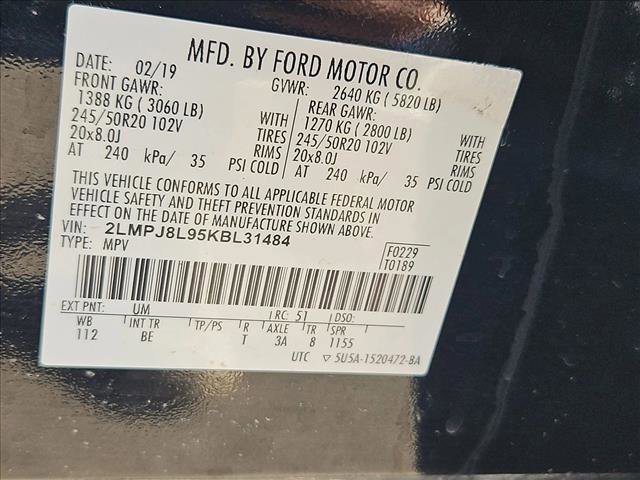 MFD. BY FORD MOTOR CO.
DATE: 02/19 GVWR: 2640 KG ( 5820 LB)
FRONT GAWR: REAR GAWR:
1388 KG ( 3060 LB) WITH 1270 KG ( 2800 LB) WITH
245/50R20 102V TIRES 245/50R20 102V TIRES
20x8.0J RIMS 20x8.0J RIMS
AT 240 kPa/ 35 PSI COLD AT 240 kPa/ 35 PSI COLD
THIS VEHICLE CONFORMS TO ALL APPLICABLE FEDERAL MOTOR
VEHICLE SAFETY AND THEFT PREVENTION STANDARDS IN
EFFECT ON THE DATE OF MANUFACTURE SHOWN ABOVE.
VIN: 2LMPJ8L95KBL31484
TYPE: MPV
F0229
T0189
EXT PNT: UM RC: 51 DSO:
WB INT TR TP/PS R AXLE TR SPR
112 BE T 3A 8 1155
UTC ▽ 5U5A-1520472-BA